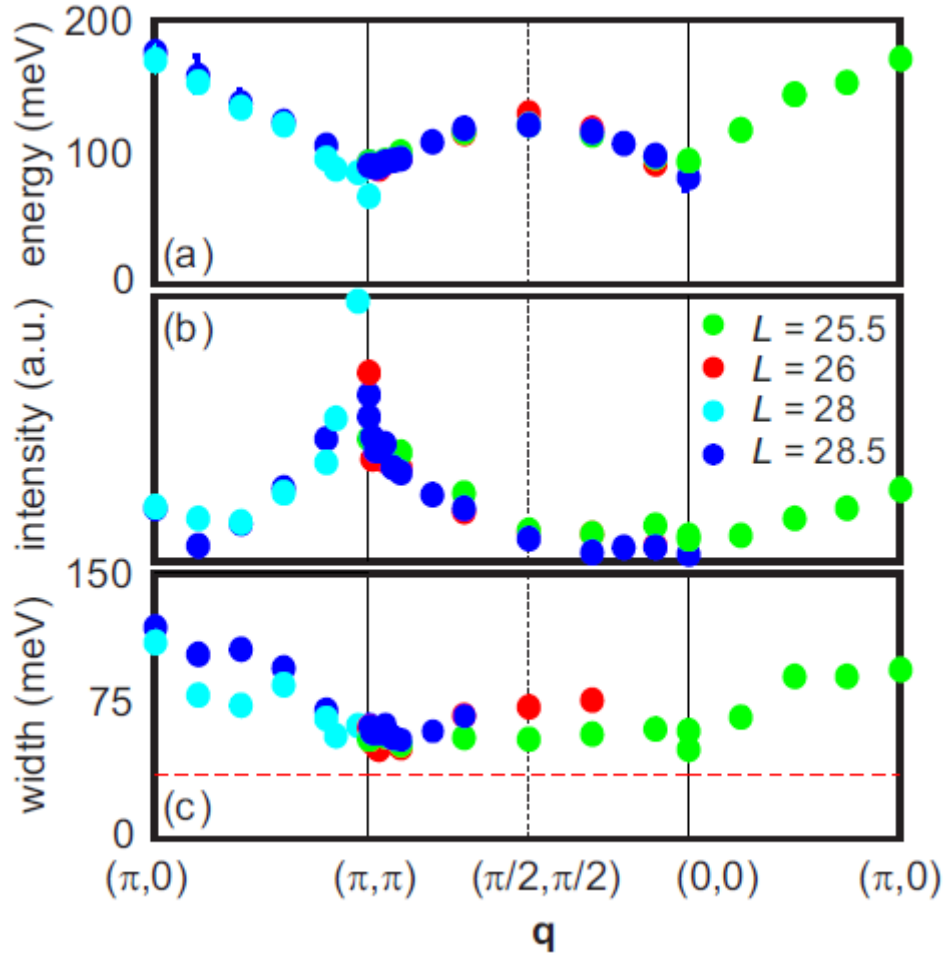 200
energy (meV)
100
(a)
0
(b)
intensity (a.u.)
L = 25.5
L = 26
L = 28
L = 28.5
150
width (meV)
75
(c)
0
(π,0) (π,π) (π/2,π/2) (0,0) (π,0)
q